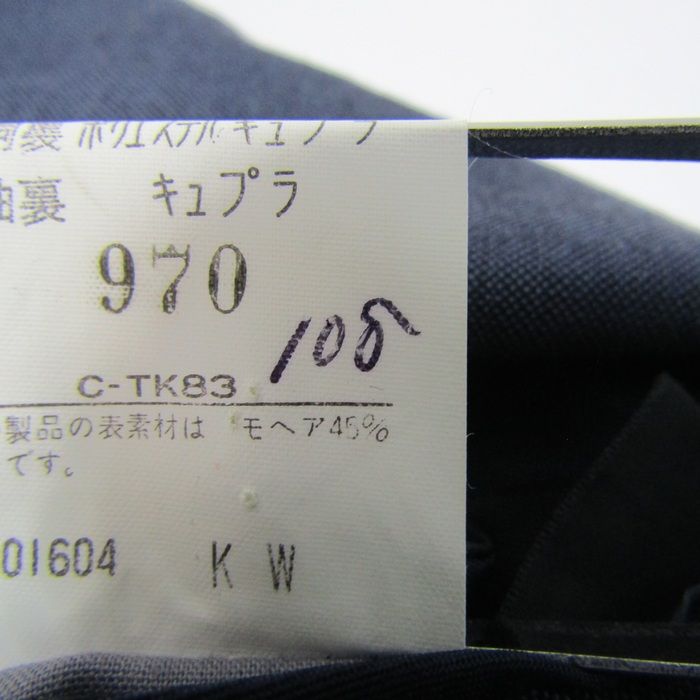 裏 ポリエステル キュプラ
袖裏 キュプラ
970
108
C-TK83
製品の表素材は モヘア45%
です。
01604 K W